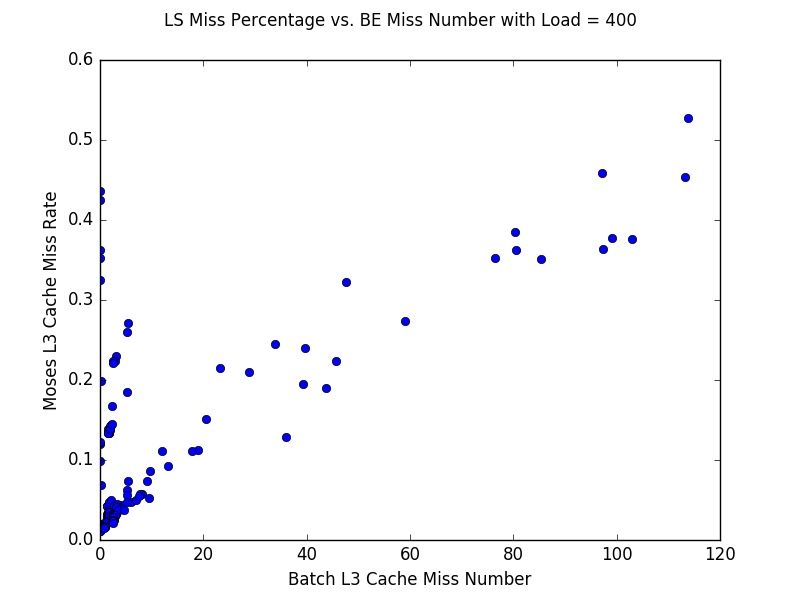 LS Miss Percentage vs. BE Miss Number with Load = 400
0.6
0.5
0.4
0.3
0.2
0.1
0.0
Moses L3 Cache Miss Rate
0 20 40 60 80 100 120
Batch L3 Cache Miss Number